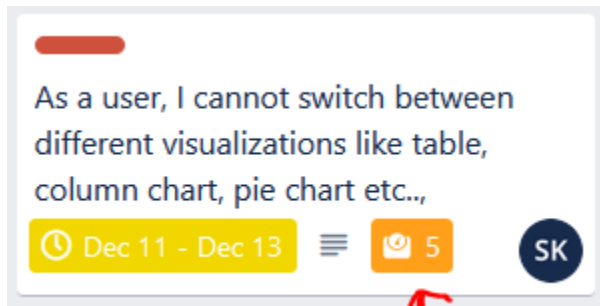 As a user, I cannot switch between
different visualizations like table,
column chart, pie chart etc..,
Dec 11 - Dec 13 5 SK